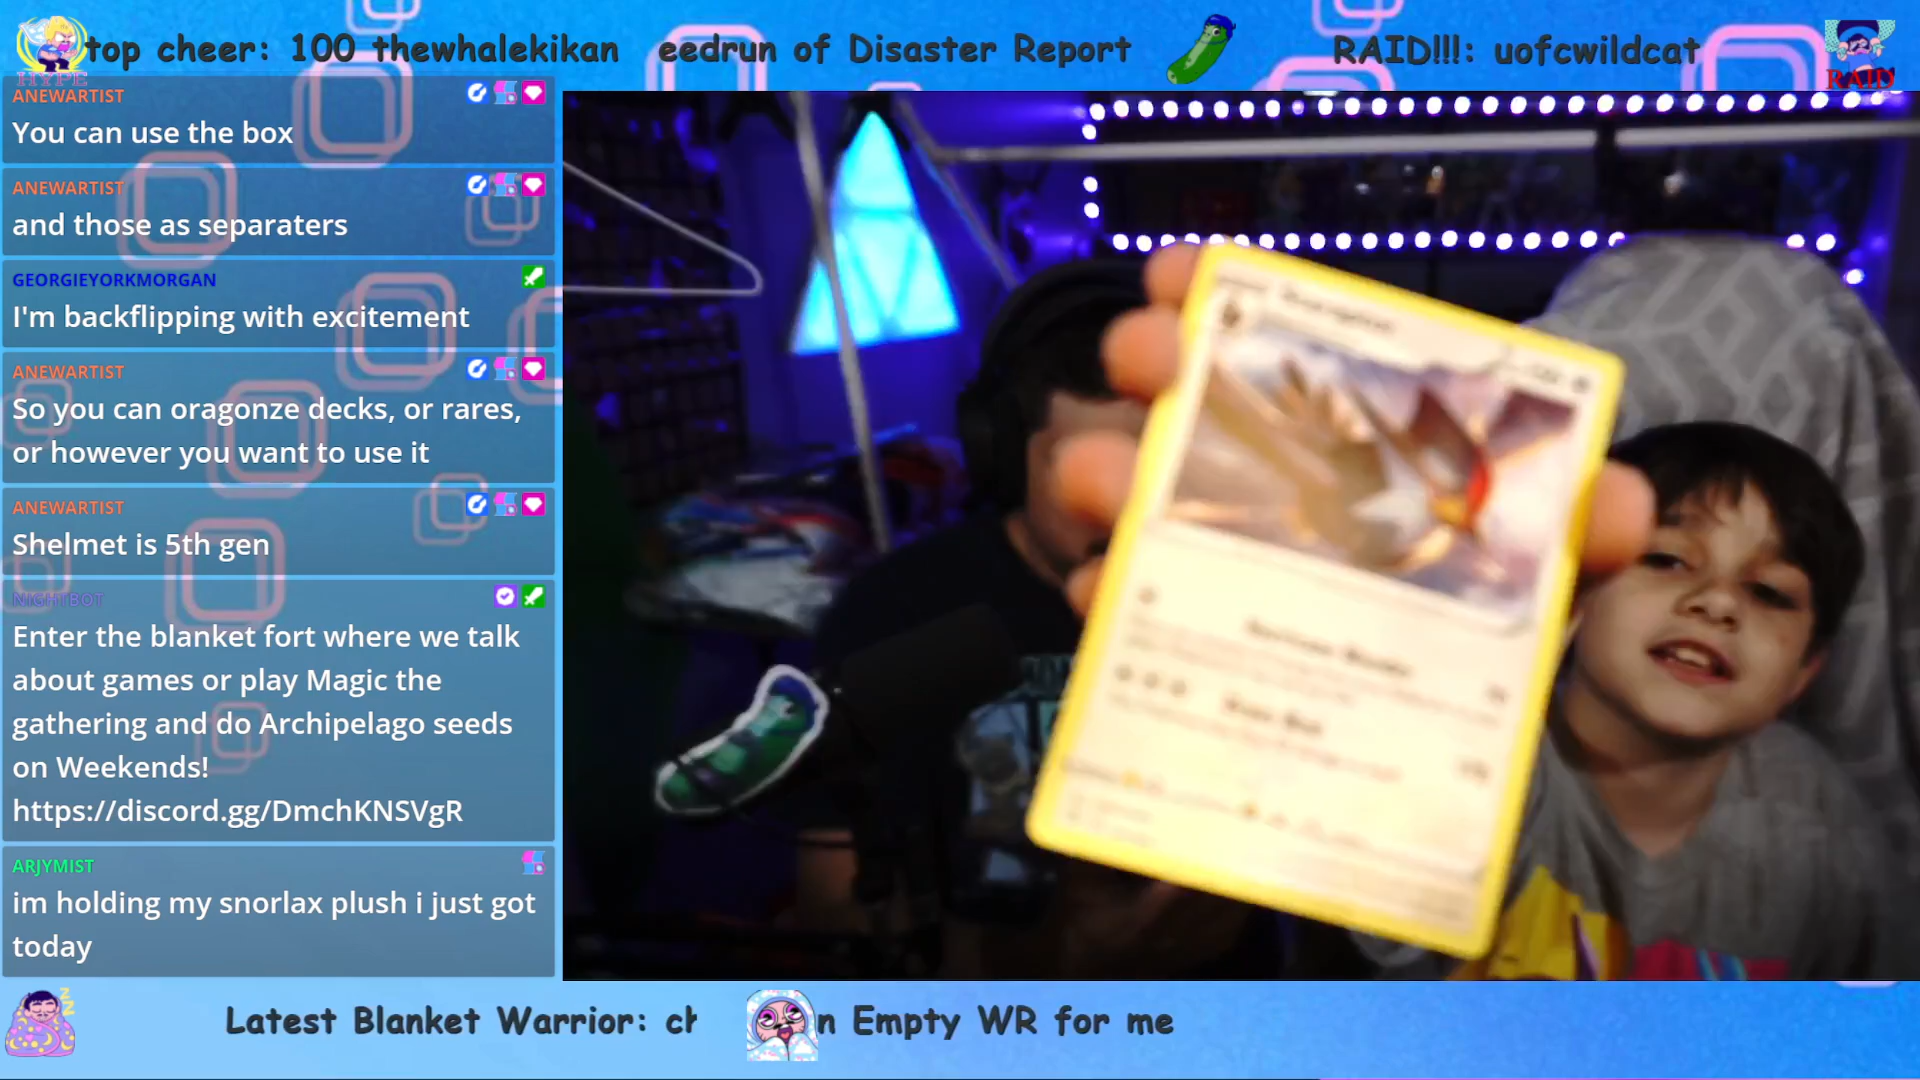 top cheer: 100 thewhalekikan
eedrun of Disaster Report
RAID!!!: uofcwildcat
HYPE
RAID
ANEWARTIST
You can use the box
ANEWARTIST
and those as separaters
GEORGIEYORKMORGAN
I'm backflipping with excitement
ANEWARTIST
So you can oragonze decks, or rares,
or however you want to use it
ANEWARTIST
Shelmet is 5th gen
NIGHTBOT
Enter the blanket fort where we talk
about games or play Magic the
gathering and do Archipelago seeds
on Weekends!
https://discord.gg/DmchKNSVgR
ARJYMIST
im holding my snorlax plush i just got
today
Latest Blanket Warrior: ch
n Empty WR for me